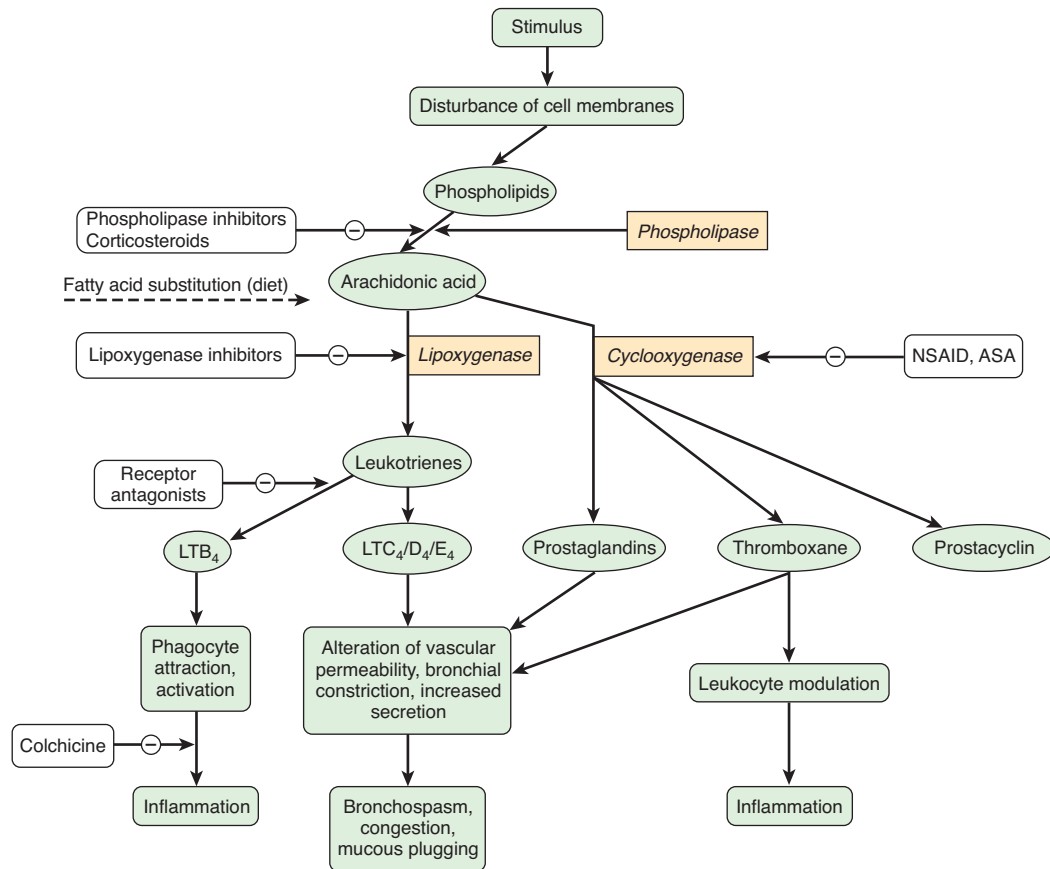 Stimulus
Disturbance of cell membranes
Phospholipids
Phospholipase inhibitors
Corticosteroids
−
Phospholipase
Fatty acid substitution (diet)
Arachidonic acid
Lipoxygenase inhibitors
−
Lipoxygenase
Cyclooxygenase
−
NSAID, ASA
Leukotrienes
Receptor
antagonists
−
LTB₄
LTC₄/D₄/E₄
Prostaglandins
Thromboxane
Prostacyclin
Phagocyte
attraction,
activation
Alteration of vascular
permeability, bronchial
constriction, increased
secretion
Leukocyte modulation
Colchicine
−
Inflammation
Bronchospasm,
congestion,
mucous plugging
Inflammation